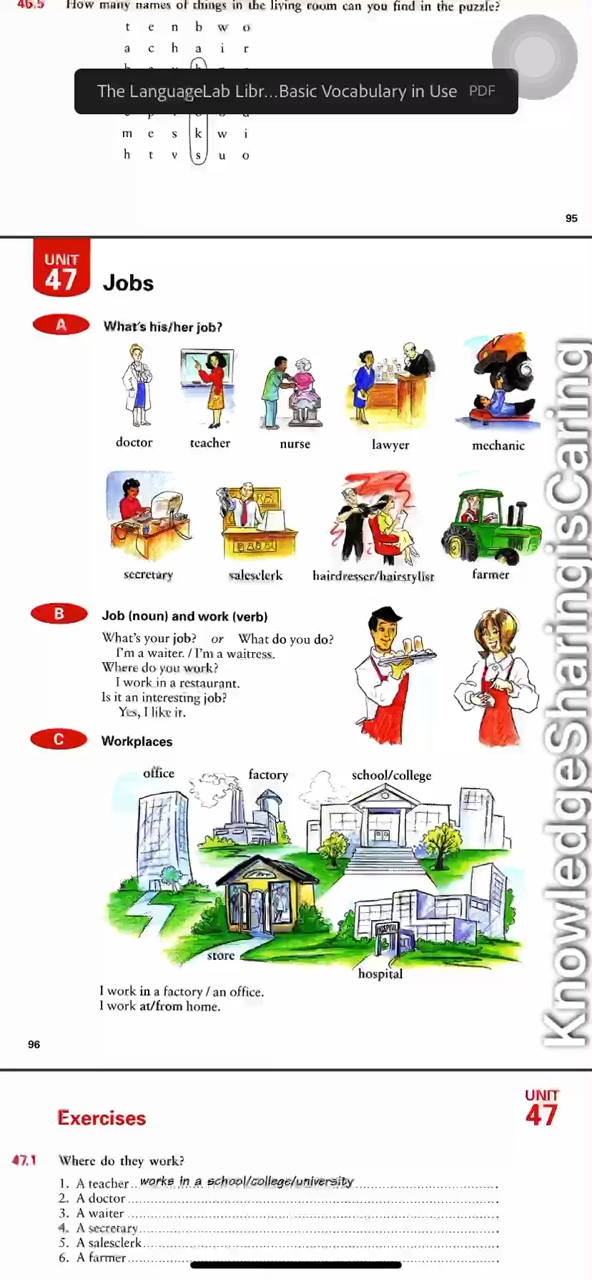 46.5 How many names of things in the living room can you find in the puzzle?
t e n b w o
a c h a i r
The LanguageLab Libr...Basic Vocabulary in Use PDF
m e s k w i
h t v s u o
95
UNIT
47
Jobs
A What's his/her job?
doctor teacher nurse lawyer mechanic
secretary salesclerk hairdresser/hairstylist farmer
B Job (noun) and work (verb)
What's your job? or What do you do?
I'm a waiter. / I'm a waitress.
Where do you work?
I work in a restaurant.
Is it an interesting job?
Yes, I like it.
C Workplaces
office factory school/college
store
HOSPITAL
hospital
I work in a factory / an office.
I work at/from home.
96
KnowledgeSharingisCaring
UNIT
47
Exercises
47.1 Where do they work?
1. A teacher works in a school/college/university
2. A doctor
3. A waiter
4. A secretary
5. A salesclerk
6. A farmer